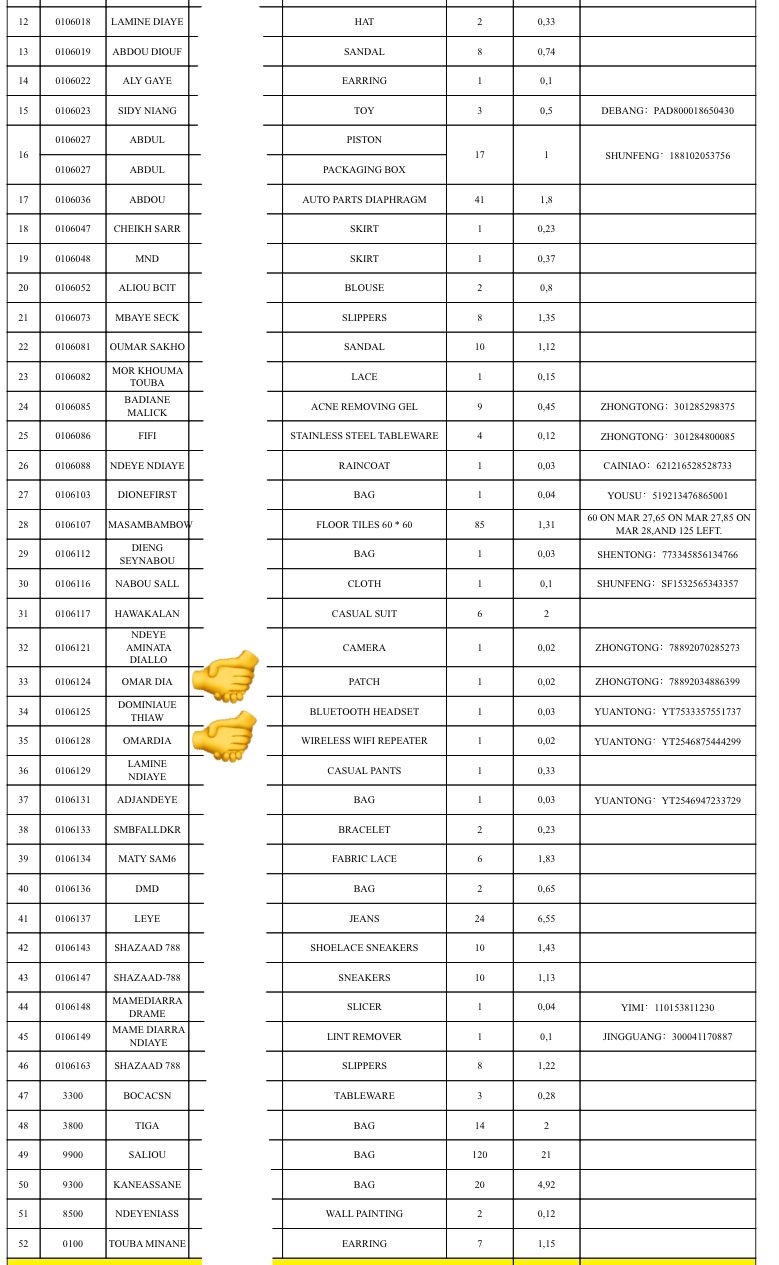 12 0106018 LAMINE DIAYE HAT 2 0,33
13 0106019 ABDOU DIOUF SANDAL 8 0,74
14 0106022 ALY GAYE EARRING 1 0,1
15 0106023 SIDY NIANG TOY 3 0,5 DEBANG：PAD800018650430
16 0106027 ABDUL PISTON 17 1 SHUNFENG：188102053756
0106027 ABDUL PACKAGING BOX
17 0106036 ABDOU AUTO PARTS DIAPHRAGM 41 1,8
18 0106047 CHEIKH SARR SKIRT 1 0,23
19 0106048 MND SKIRT 1 0,37
20 0106052 ALIOU BCIT BLOUSE 2 0,8
21 0106073 MBAYE SECK SLIPPERS 8 1,35
22 0106081 OUMAR SAKHO SANDAL 10 1,12
23 0106082 MOR KHOUMA
TOUBA LACE 1 0,15
24 0106085 BADIANE
MALICK ACNE REMOVING GEL 9 0,45 ZHONGTONG：301285298375
25 0106086 FIFI STAINLESS STEEL TABLEWARE 4 0,12 ZHONGTONG：301284800085
26 0106088 NDEYE NDIAYE RAINCOAT 1 0,03 CAINIAO：621216528528733
27 0106103 DIONEFIRST BAG 1 0,04 YOUSU：519213476865001
28 0106107 MASAMBAMBOW FLOOR TILES 60 * 60 85 1,31 60 ON MAR 27,65 ON MAR 27,85 ON
MAR 28,AND 125 LEFT.
29 0106112 DIENG
SEYNABOU BAG 1 0,03 SHENTONG：773345856134766
30 0106116 NABOU SALL CLOTH 1 0,1 SHUNFENG：SF1532565343357
31 0106117 HAWAKALAN CASUAL SUIT 6 2
32 0106121 NDEYE
AMINATA
DIALLO CAMERA 1 0,02 ZHONGTONG：78892070285273
33 0106124 OMAR DIA PATCH 1 0,02 ZHONGTONG：78892034886399
34 0106125 DOMINIAUE
THIAW BLUETOOTH HEADSET 1 0,03 YUANTONG：YT7533357551737
35 0106128 OMARDIA WIRELESS WIFI REPEATER 1 0,02 YUANTONG：YT2546875444299
36 0106129 LAMINE
NDIAYE CASUAL PANTS 1 0,33
37 0106131 ADJANDEYE BAG 1 0,03 YUANTONG：YT2546947233729
38 0106133 SMBFALLDKR BRACELET 2 0,23
39 0106134 MATY SAM6 FABRIC LACE 6 1,83
40 0106136 DMD BAG 2 0,65
41 0106137 LEYE JEANS 24 6,55
42 0106143 SHAZAAD 788 SHOELACE SNEAKERS 10 1,43
43 0106147 SHAZAAD-788 SNEAKERS 10 1,13
44 0106148 MAMEDIARRA
DRAME SLICER 1 0,04 YIMI：110153811230
45 0106149 MAME DIARRA
NDIAYE LINT REMOVER 1 0,1 JINGGUANG：300041170887
46 0106163 SHAZAAD 788 SLIPPERS 8 1,22
47 3300 BOCACSN TABLEWARE 3 0,28
48 3800 TIGA BAG 14 2
49 9900 SALIOU BAG 120 21
50 9300 KANEASSANE BAG 20 4,92
51 8500 NDEYENIASS WALL PAINTING 2 0,12
52 0100 TOUBA MINANE EARRING 7 1,15